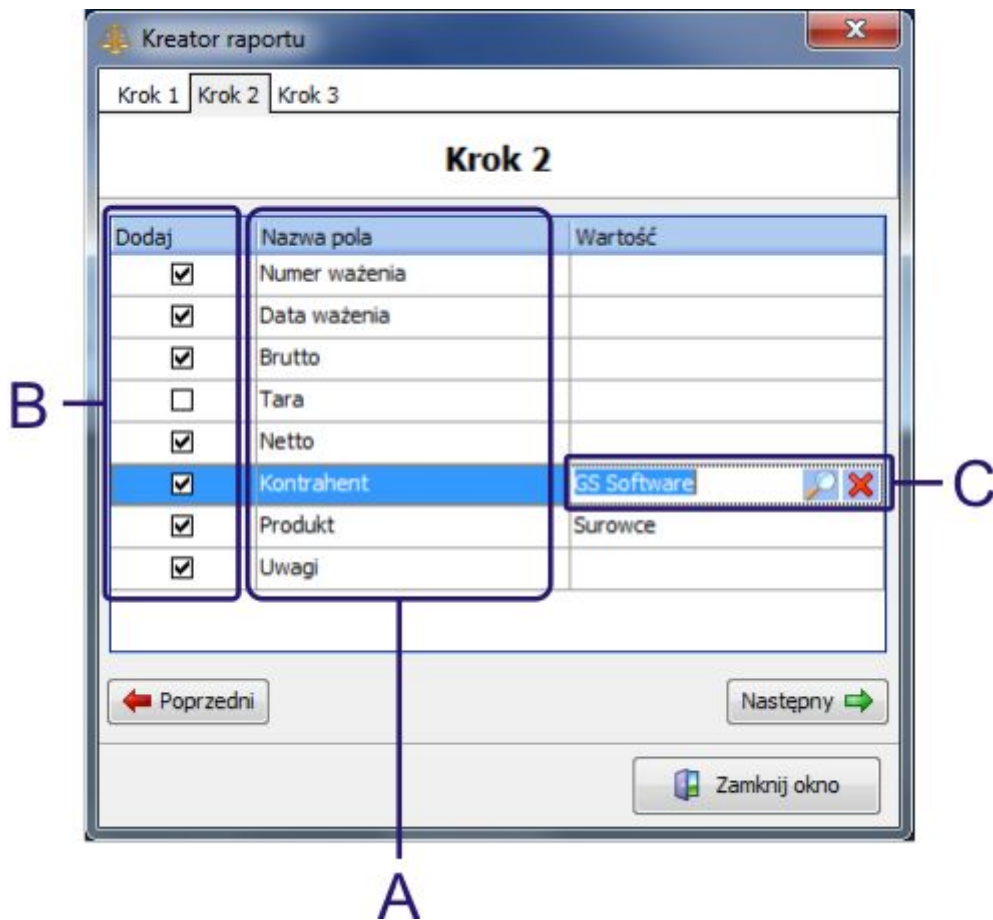 Kreator raportu
Krok 1 Krok 2 Krok 3
Krok 2
Dodaj Nazwa pola Wartość
Numer ważenia
Data ważenia
Brutto
B
Tara
Netto
Kontrahent GS Software
C
Produkt Surowce
Uwagi
Poprzedni Następny
Zamknij okno
A